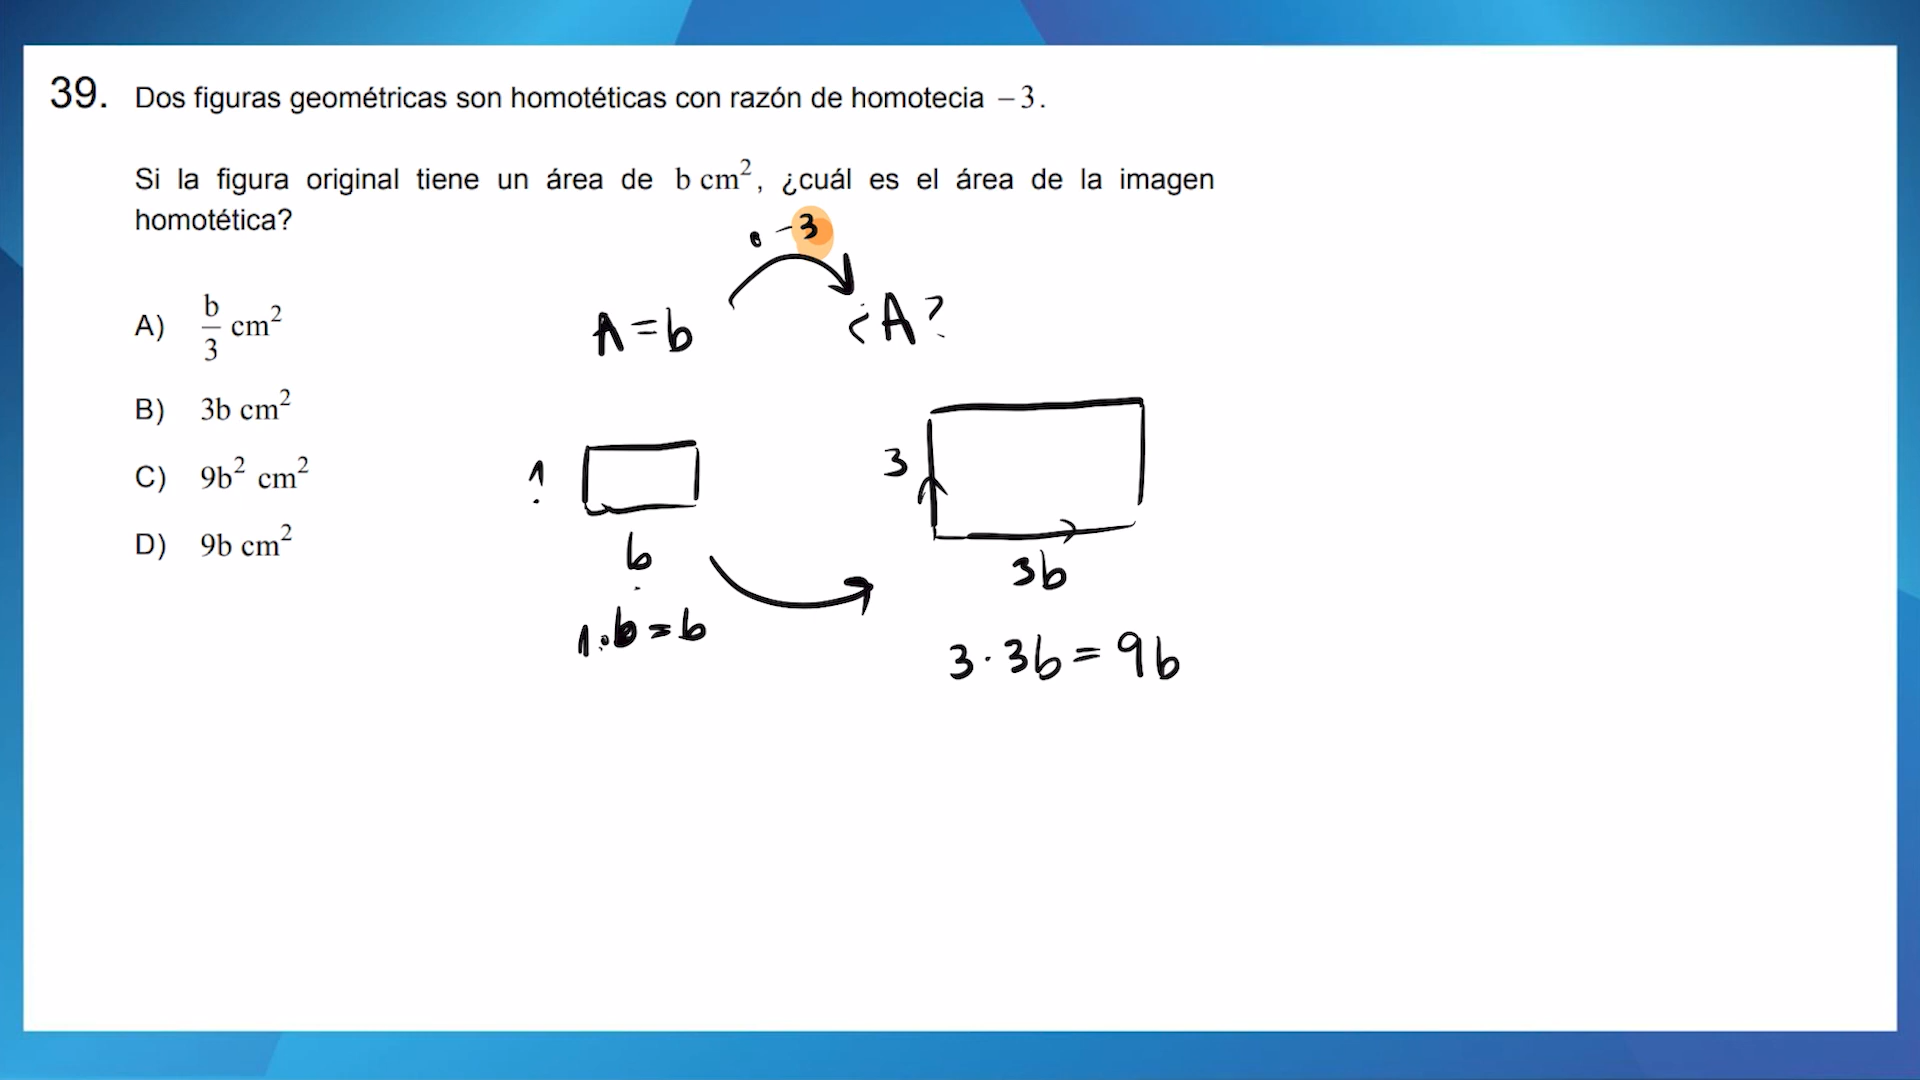 39. Dos figuras geométricas son homotéticas con razón de homotecia −3.
Si la figura original tiene un área de b cm², ¿cuál es el área de la imagen
homotética?
· −3
A) b/3 cm²
A = b
¿A?
B) 3b cm²
C) 9b² cm²
D) 9b cm²
1
b
3
3b
1·b = b
3·3b = 9b